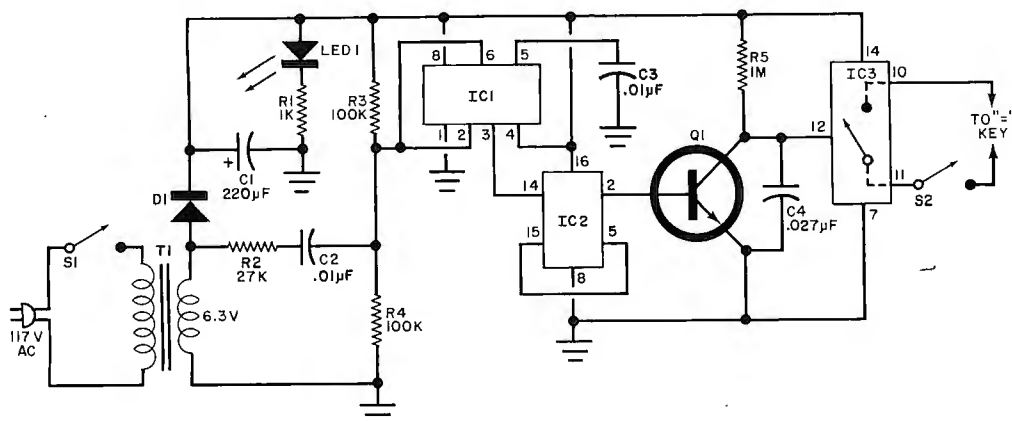 LED1
R1
1K
R3
100K
8
6
5
IC1
1
2
3
4
C3
.01µF
R5
1M
14
IC3
10
12
11
7
TO "="
KEY
S2
+
C1
220µF
D1
S1
T1
R2
27K
C2
.01µF
6.3V
117V
AC
R4
100K
16
14
2
IC2
15
5
8
Q1
C4
.027µF